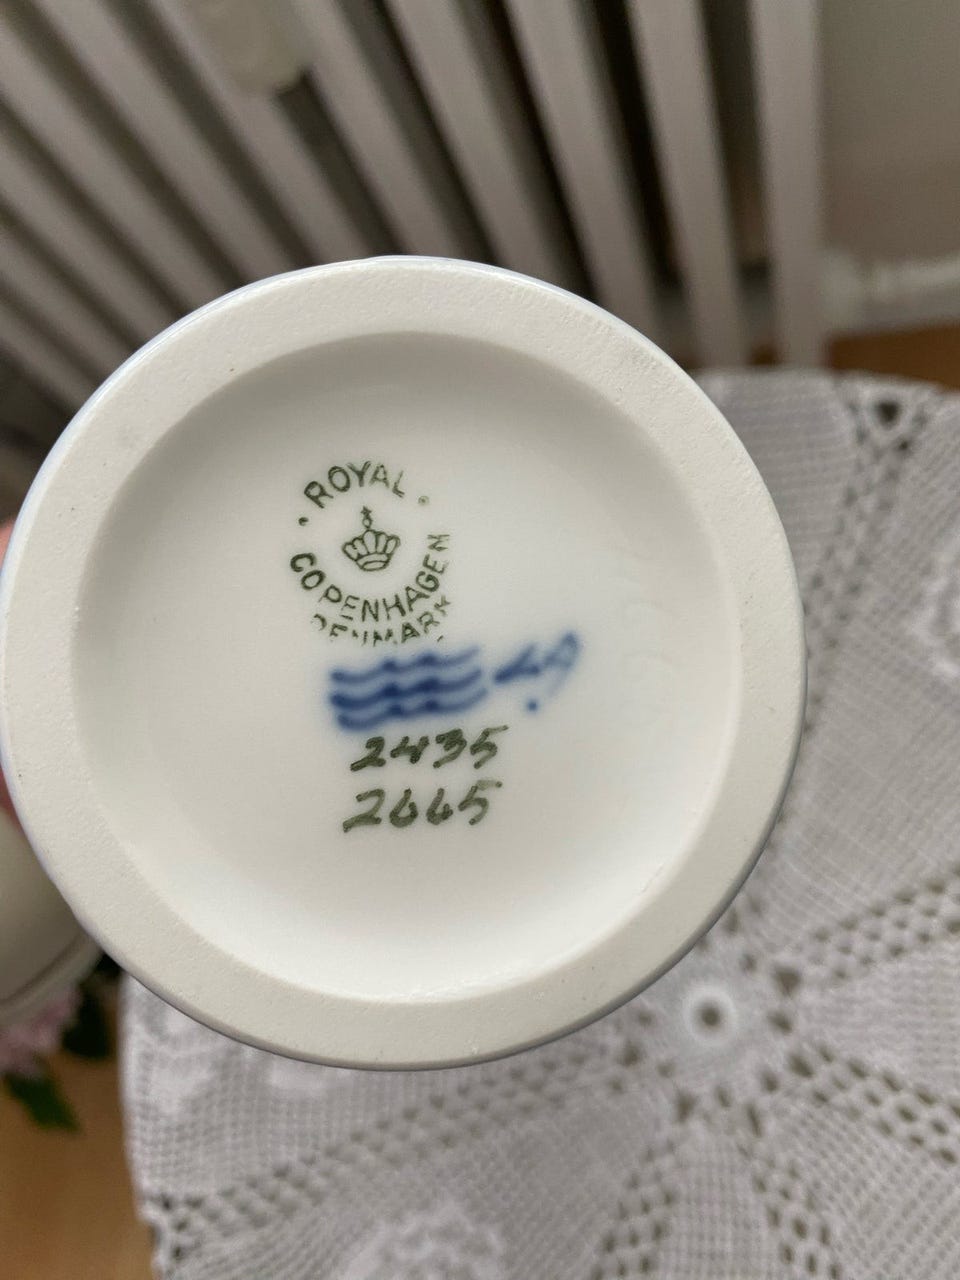 ROYAL
COPENHAGEN
DENMARK
2435
2665